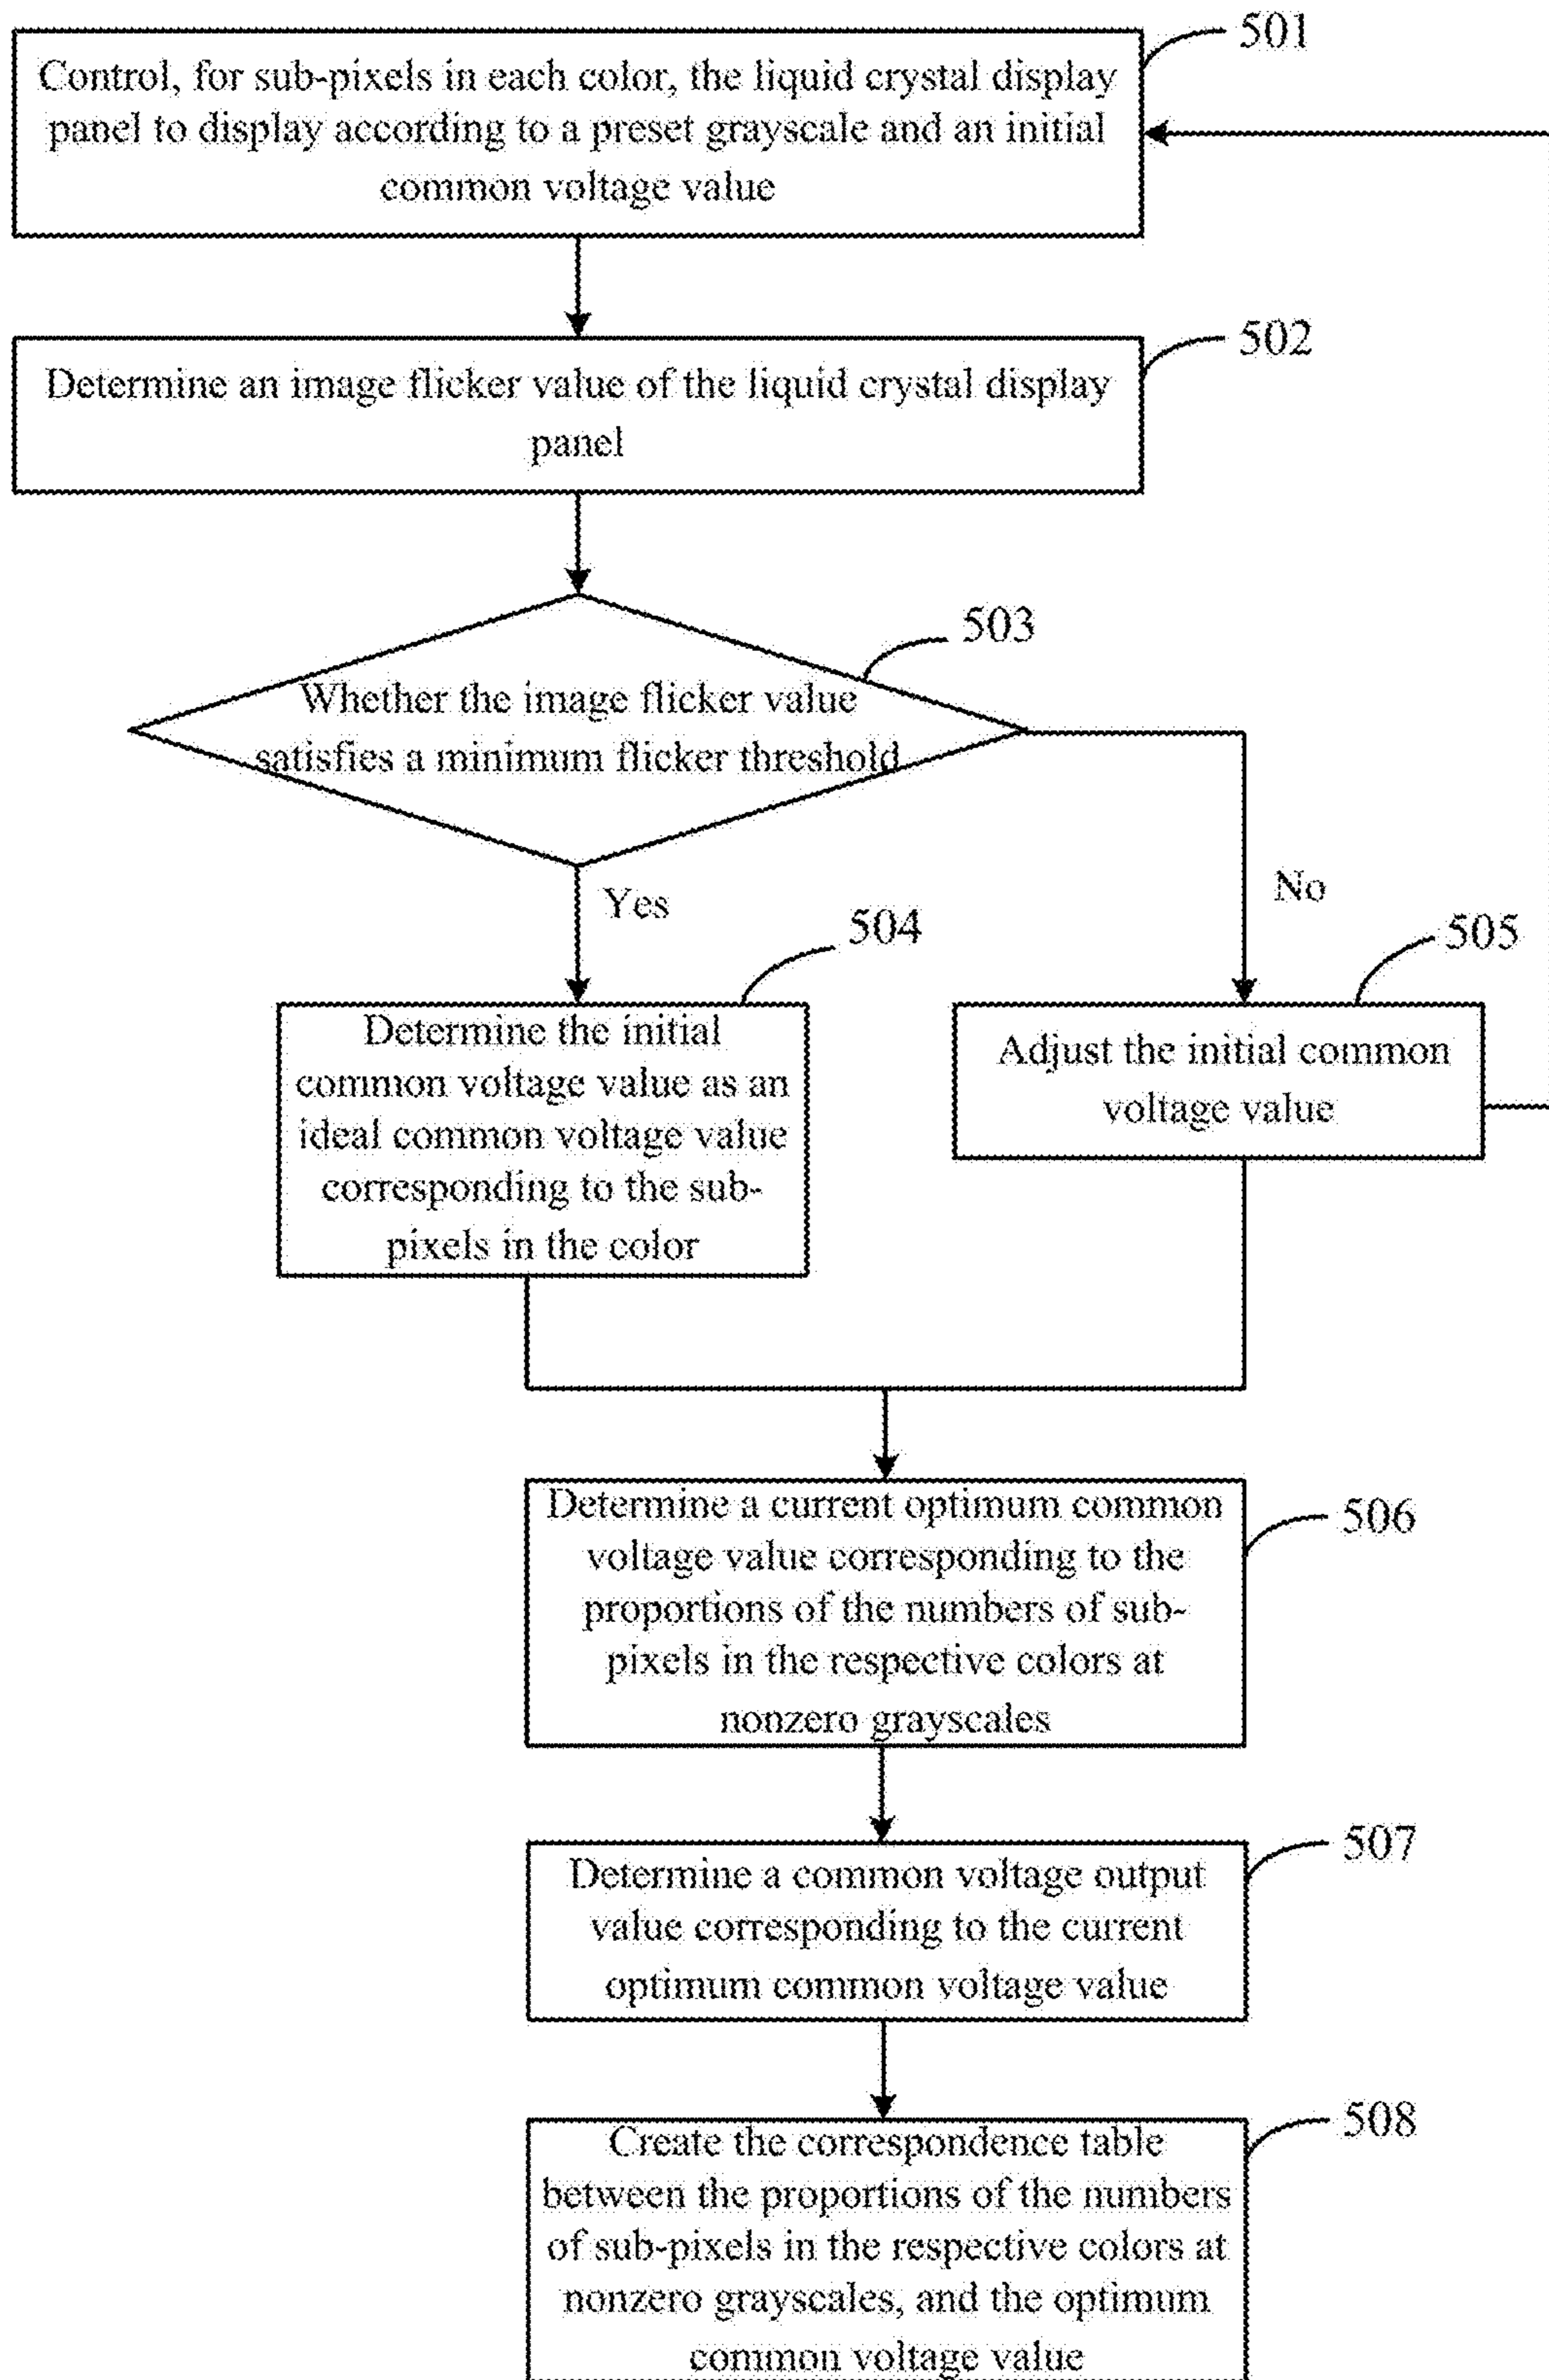 501
Control, for sub-pixels in each color, the liquid crystal display
panel to display according to a preset grayscale and an initial
common voltage value
502
Determine an image flicker value of the liquid crystal display
panel
503
Whether the image flicker value
satisfies a minimum flicker threshold
Yes
No
504
Determine the initial
common voltage value as an
ideal common voltage value
corresponding to the sub-
pixels in the color
505
Adjust the initial common
voltage value
506
Determine a current optimum common
voltage value corresponding to the
proportions of the numbers of sub-
pixels in the respective colors at
nonzero grayscales
507
Determine a common voltage output
value corresponding to the current
optimum common voltage value
508
Create the correspondence table
between the proportions of the numbers
of sub-pixels in the respective colors at
nonzero grayscales, and the optimum
common voltage value